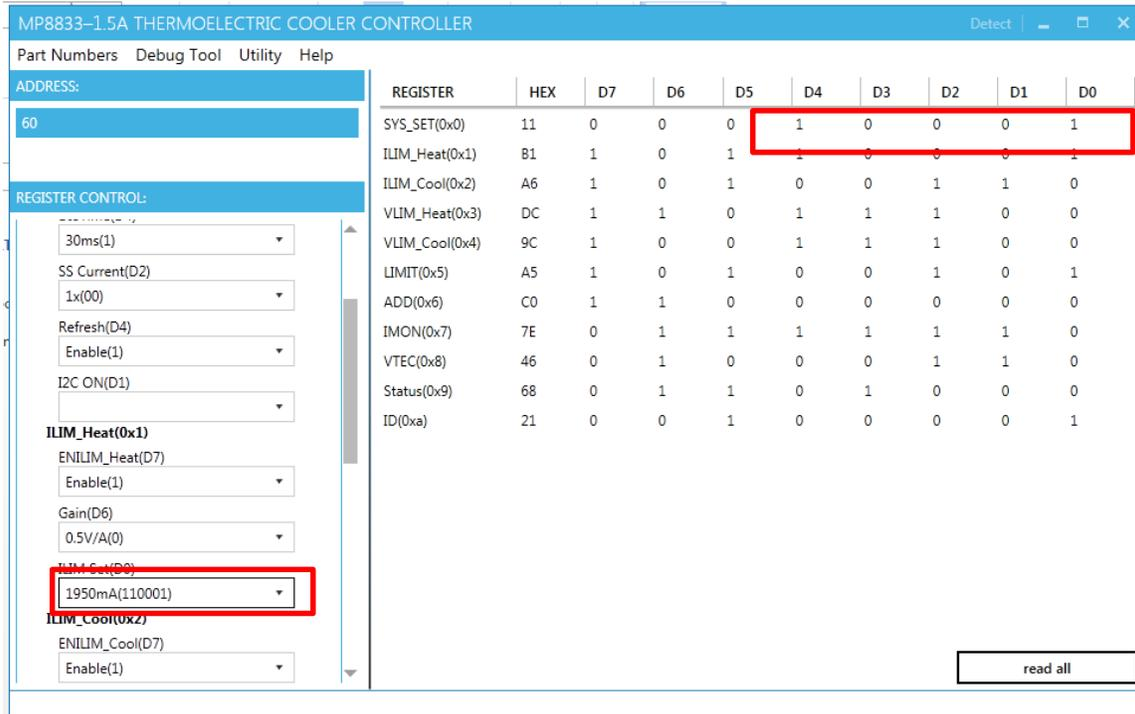 MP8833–1.5A THERMOELECTRIC COOLER CONTROLLER Detect
Part Numbers Debug Tool Utility Help
ADDRESS:
60
REGISTER CONTROL:
30ms(1)
SS Current(D2)
1x(00)
Refresh(D4)
Enable(1)
I2C ON(D1)
ILIM_Heat(0x1)
ENILIM_Heat(D7)
Enable(1)
Gain(D6)
0.5V/A(0)
ILIM Set(D0)
1950mA(110001)
ILIM_Cool(0x2)
ENILIM_Cool(D7)
Enable(1)
REGISTER HEX D7 D6 D5 D4 D3 D2 D1 D0
SYS_SET(0x0) 11 0 0 0 1 0 0 0 1
ILIM_Heat(0x1) B1 1 0 1 1 0 0 0 1
ILIM_Cool(0x2) A6 1 0 1 0 0 1 1 0
VLIM_Heat(0x3) DC 1 1 0 1 1 1 0 0
VLIM_Cool(0x4) 9C 1 0 0 1 1 1 0 0
LIMIT(0x5) A5 1 0 1 0 0 1 0 1
ADD(0x6) C0 1 1 0 0 0 0 0 0
IMON(0x7) 7E 0 1 1 1 1 1 1 0
VTEC(0x8) 46 0 1 0 0 0 1 1 0
Status(0x9) 68 0 1 1 0 1 0 0 0
ID(0xa) 21 0 0 1 0 0 0 0 1
read all